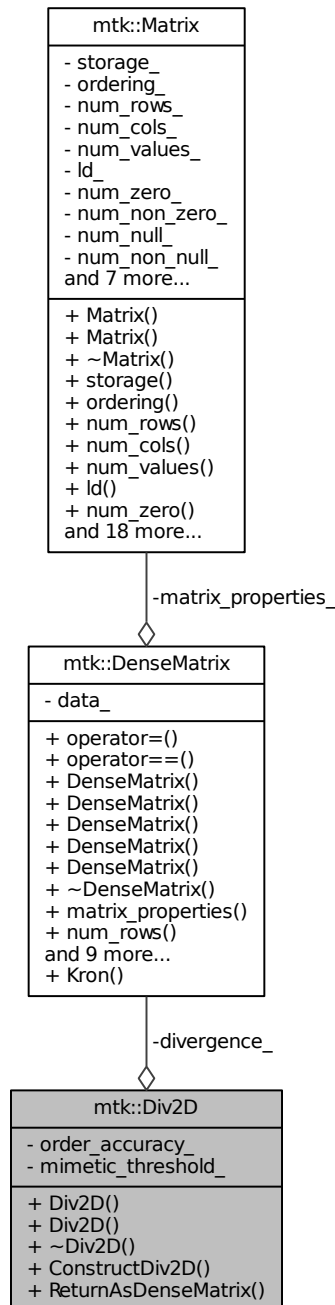 mtk::Matrix
- storage_
- ordering_
- num_rows_
- num_cols_
- num_values_
- ld_
- num_zero_
- num_non_zero_
- num_null_
- num_non_null_
and 7 more...
+ Matrix()
+ Matrix()
+ ~Matrix()
+ storage()
+ ordering()
+ num_rows()
+ num_cols()
+ num_values()
+ ld()
+ num_zero()
and 18 more...
-matrix_properties_
mtk::DenseMatrix
- data_
+ operator=()
+ operator==()
+ DenseMatrix()
+ DenseMatrix()
+ DenseMatrix()
+ DenseMatrix()
+ DenseMatrix()
+ ~DenseMatrix()
+ matrix_properties()
+ num_rows()
and 9 more...
+ Kron()
-divergence_
mtk::Div2D
- order_accuracy_
- mimetic_threshold_
+ Div2D()
+ Div2D()
+ ~Div2D()
+ ConstructDiv2D()
+ ReturnAsDenseMatrix()